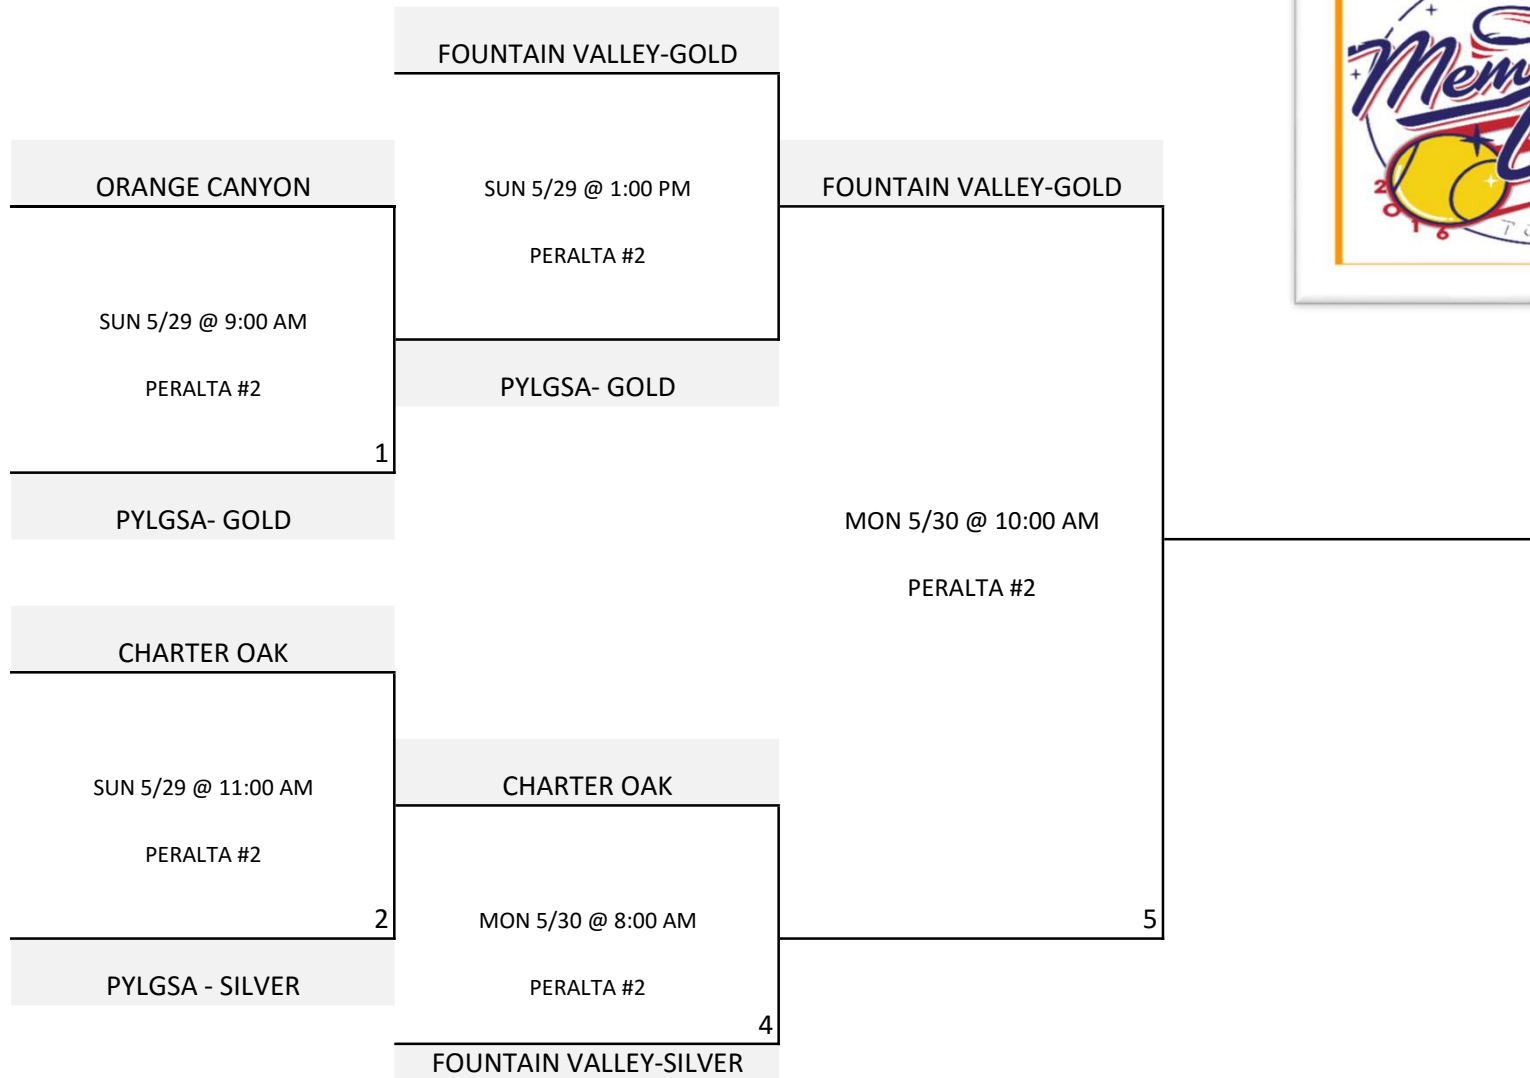 FOUNTAIN VALLEY-GOLD
ORANGE CANYON
SUN 5/29 @ 1:00 PM
FOUNTAIN VALLEY-GOLD
PERALTA #2
SUN 5/29 @ 9:00 AM
PERALTA #2
PYLGSA- GOLD
1
PYLGSA- GOLD
MON 5/30 @ 10:00 AM
PERALTA #2
CHARTER OAK
SUN 5/29 @ 11:00 AM
CHARTER OAK
PERALTA #2
2
MON 5/30 @ 8:00 AM
5
PYLGSA - SILVER
PERALTA #2
4
FOUNTAIN VALLEY-SILVER
2016